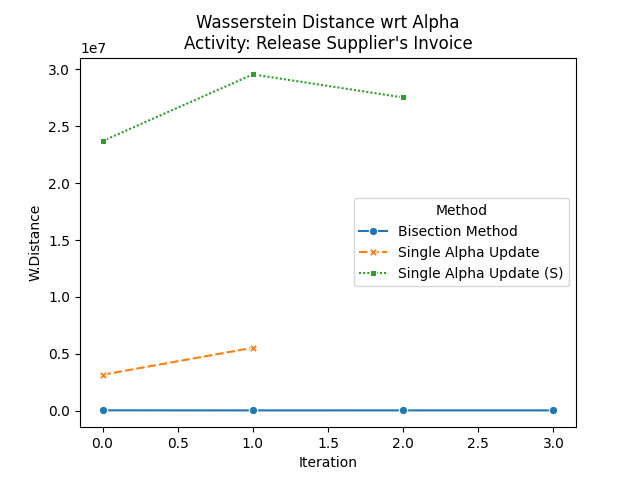 Wasserstein Distance wrt Alpha
Activity: Release Supplier's Invoice
1e7
3.0
2.5
2.0
1.5
1.0
0.5
0.0
W.Distance
Method
Bisection Method
Single Alpha Update
Single Alpha Update (S)
0.0 0.5 1.0 1.5 2.0 2.5 3.0
Iteration